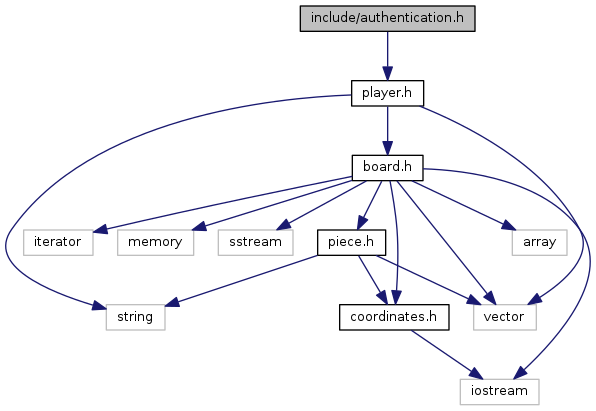 include/authentication.h
player.h
board.h
iterator
memory
sstream
piece.h
array
string
coordinates.h
vector
iostream